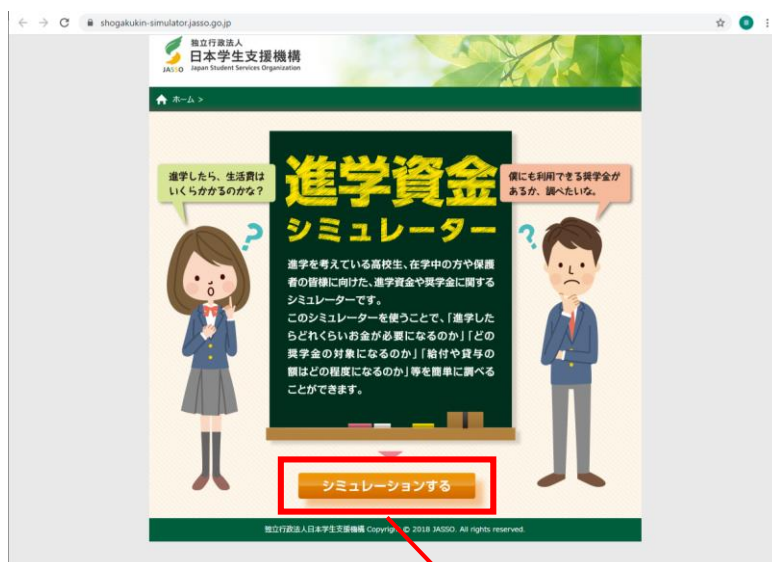 shogakukin-simulator.jasso.go.jp
独立行政法人
日本学生支援機構
JASSO Japan Student Services Organization
ホーム >
進学したら、生活費は
いくらかかるのかな?
進学資金
シミュレーター
僕にも利用できる奨学金が
あるか、調べたいな。
進学を考えている高校生、在学中の方や保護
者の皆様に向けた、進学資金や奨学金に関する
シミュレーターです。
このシミュレーターを使うことで、「進学した
らどれくらいお金が必要になるのか」「どの
奨学金の対象になるのか」「給付や貸与の
額はどの程度になるのか」等を簡単に調べる
ことができます。
シミュレーションする
独立行政法人日本学生支援機構 Copyright © 2018 JASSO. All rights reserved.